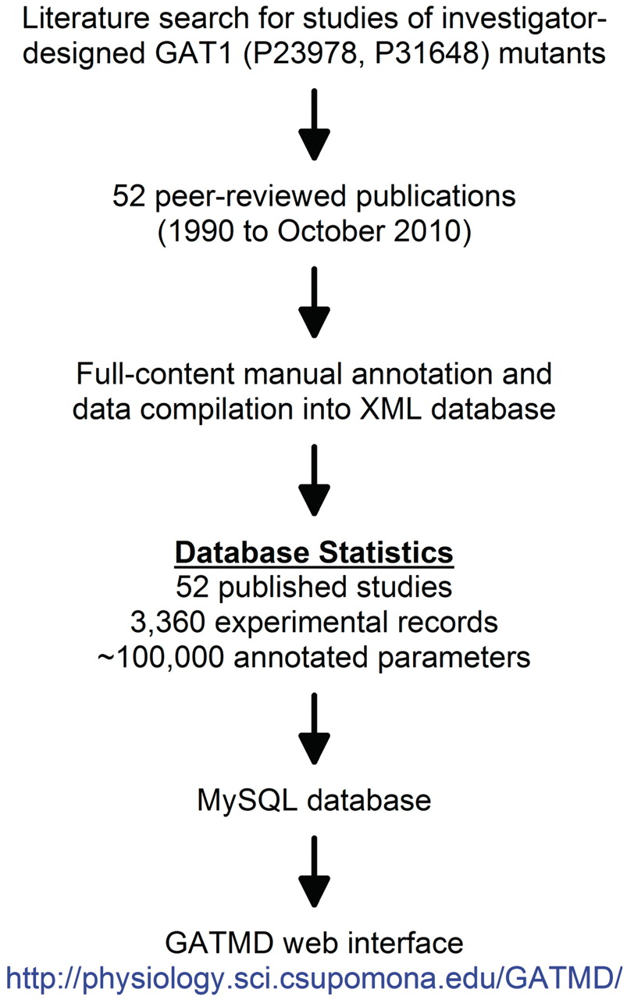 Literature search for studies of investigator-
designed GAT1 (P23978, P31648) mutants
52 peer-reviewed publications
(1990 to October 2010)
Full-content manual annotation and
data compilation into XML database
Database Statistics
52 published studies
3,360 experimental records
~100,000 annotated parameters
MySQL database
GATMD web interface
http://physiology.sci.csupomona.edu/GATMD/